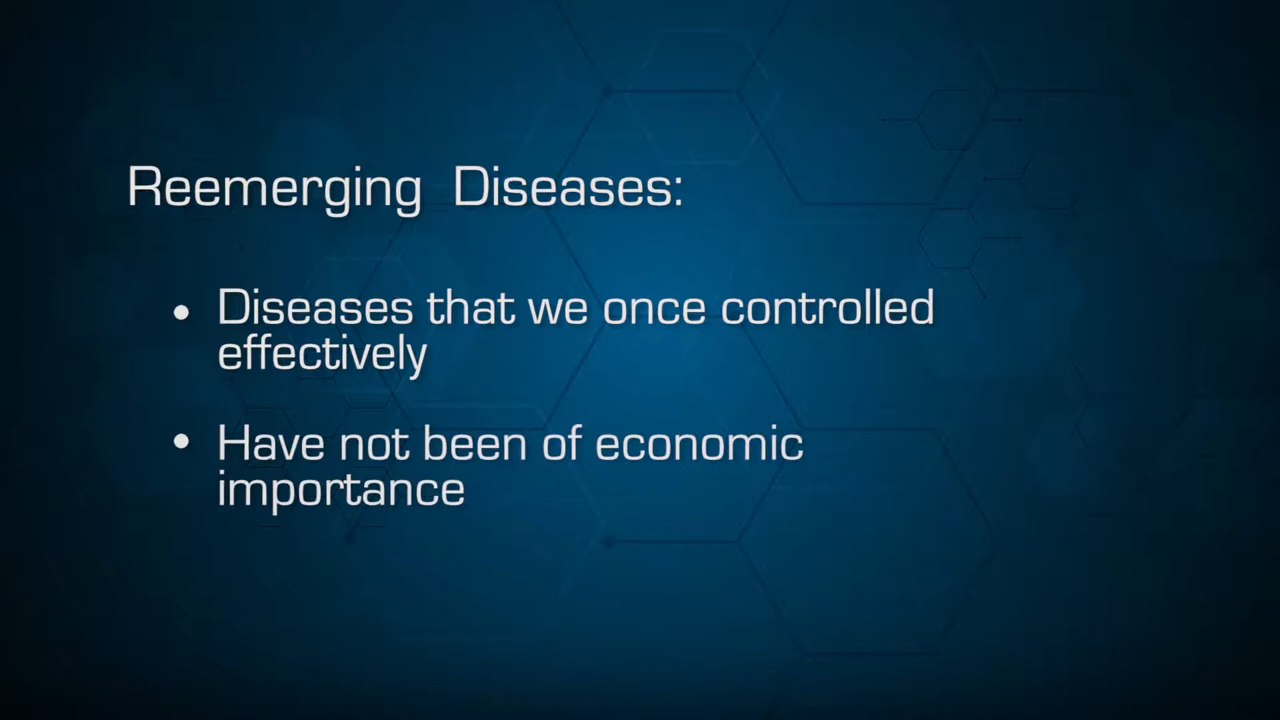 Reemerging Diseases:
• Diseases that we once controlled
effectively
• Have not been of economic
importance